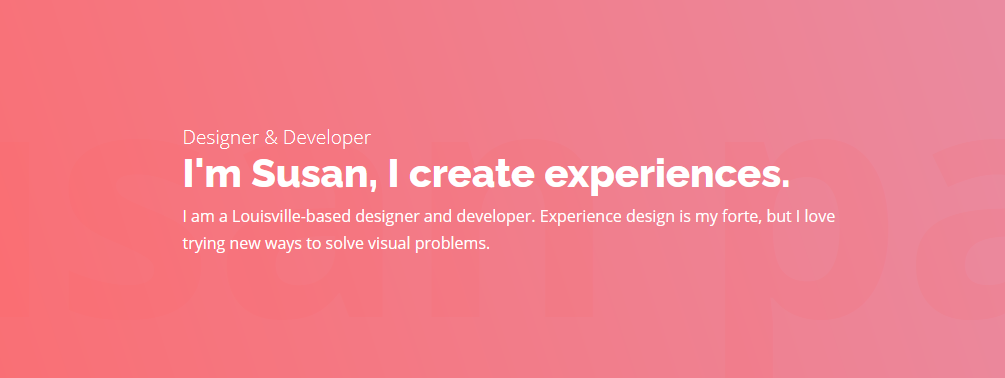 Designer & Developer
I'm Susan, I create experiences.
I am a Louisville-based designer and developer. Experience design is my forte, but I love
trying new ways to solve visual problems.